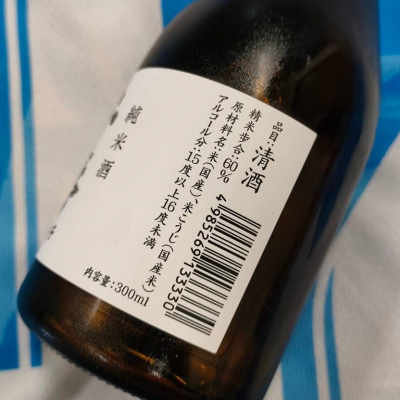 品目:清酒
精米歩合:60%
原材料名:米(国産)、米こうじ(国産米)
アルコール分:15度以上16度未満
4985269133330
純米酒
内容量:300ml